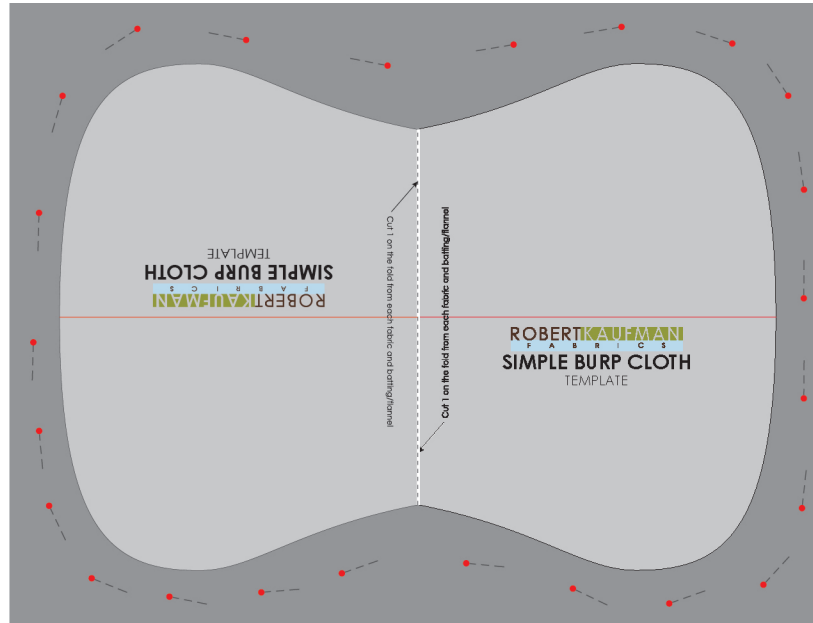 TEMPLATE
SIMPLE BURP CLOTH
FABRICS
ROBERTKAUFMAN
Cut 1 on the fold from each fabric and batting/flannel
Cut 1 on the fold from each fabric and batting/flannel
ROBERTKAUFMAN
FABRICS
SIMPLE BURP CLOTH
TEMPLATE